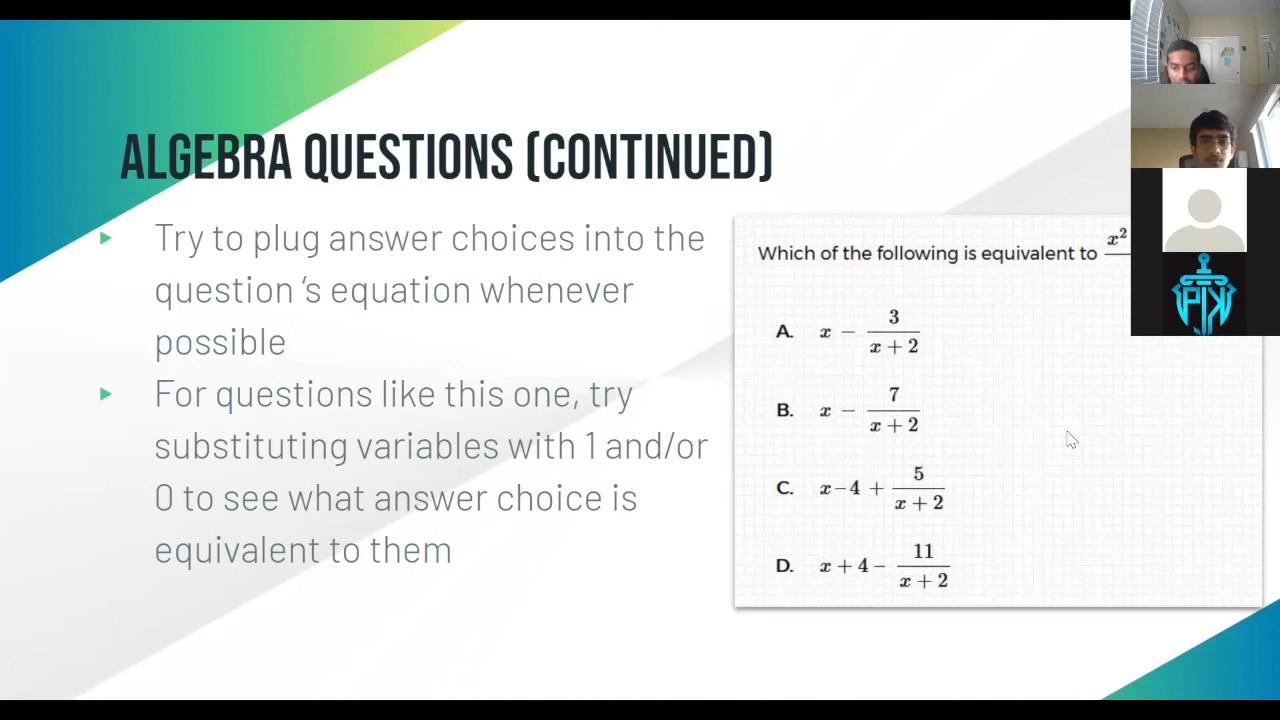 ALGEBRA QUESTIONS (CONTINUED)
Try to plug answer choices into the
question ‘s equation whenever
possible
For questions like this one, try
substituting variables with 1 and/or
0 to see what answer choice is
equivalent to them
Which of the following is equivalent to x²
A. x − 3/(x + 2)
B. x − 7/(x + 2)
C. x−4 + 5/(x + 2)
D. x + 4 − 11/(x + 2)